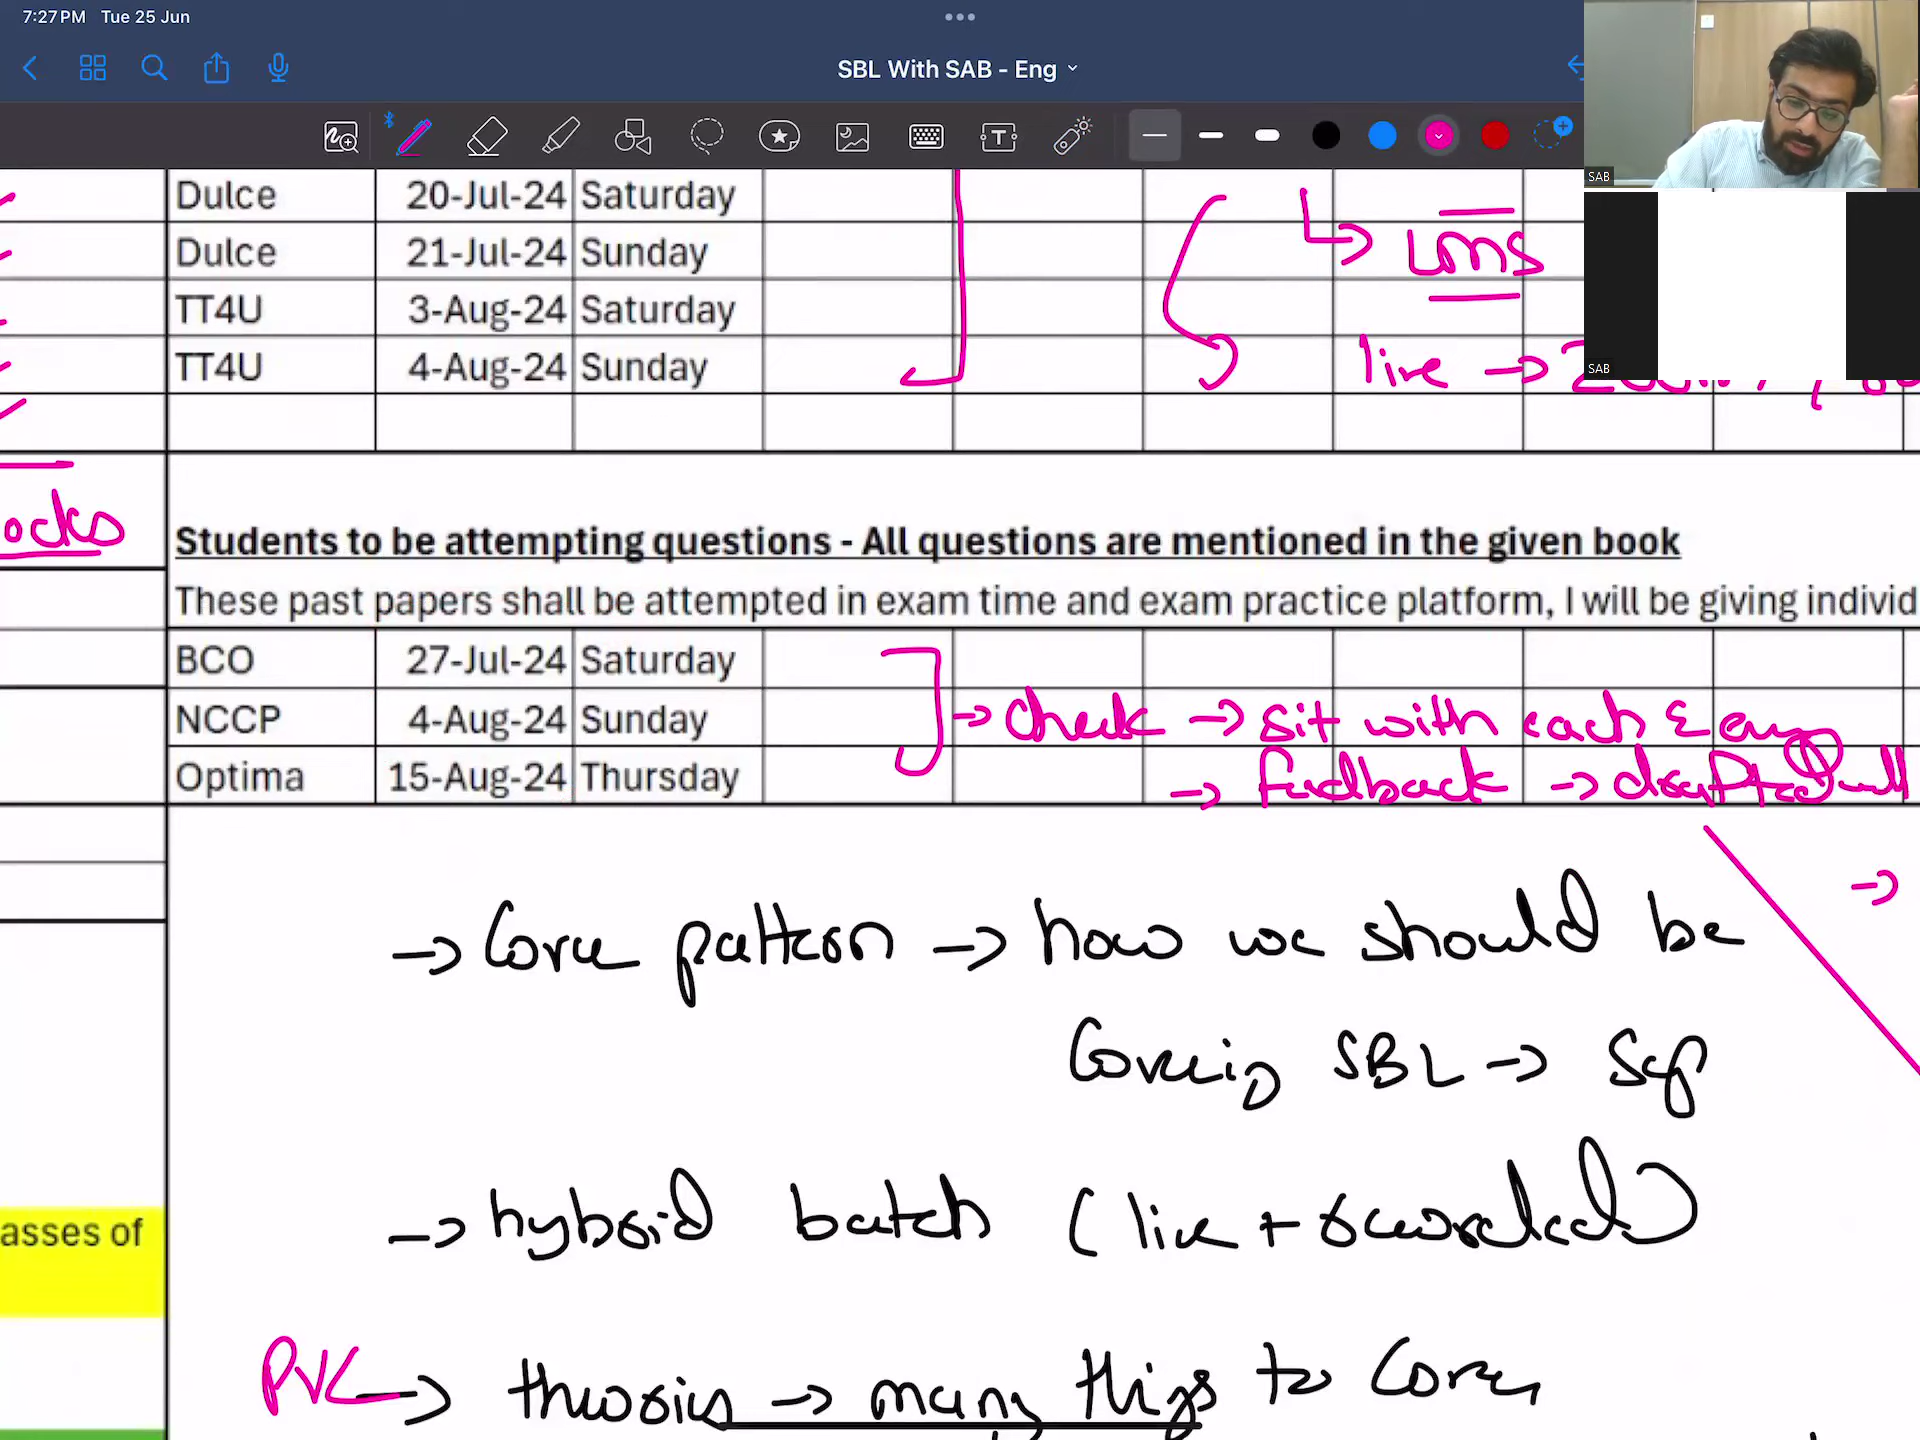 7:27 PM Tue 25 Jun
SBL With SAB - Eng
SAB
SAB
Dulce 20-Jul-24 Saturday
Dulce 21-Jul-24 Sunday
TT4U 3-Aug-24 Saturday
TT4U 4-Aug-24 Sunday
→ LMS
live →
ocks
Students to be attempting questions - All questions are mentioned in the given book
These past papers shall be attempted in exam time and exam practice platform, I will be giving individ
BCO 27-Jul-24 Saturday
NCCP 4-Aug-24 Sunday
Optima 15-Aug-24 Thursday
→ check → sit with each & every
→ feedback → drafted
→ Cover pattern → how we should be
Covering SBL →
→ hybrid batch (live + recorded)
asses of
→ theories → many things to Cover